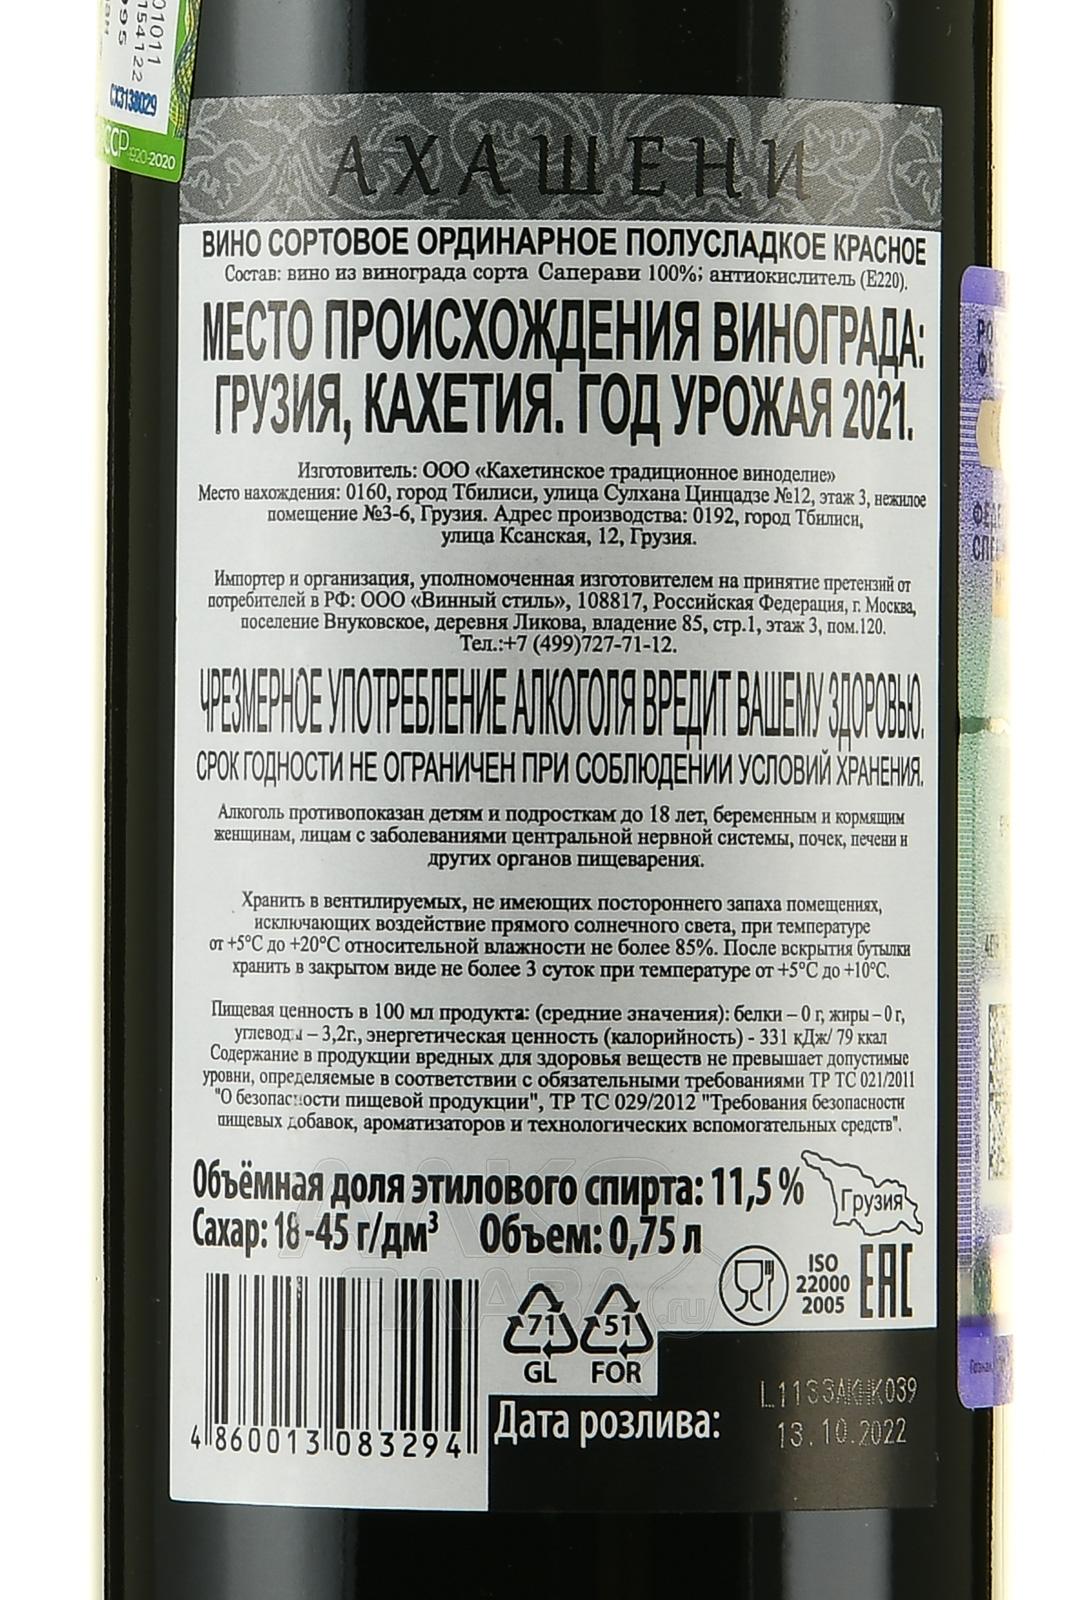 01011
154122
995
СХ3138029
ССР 1920-2020
АХАШЕНИ
ВИНО СОРТОВОЕ ОРДИНАРНОЕ ПОЛУСЛАДКОЕ КРАСНОЕ
Состав: вино из винограда сорта Саперави 100%; антиокислитель (Е220).
МЕСТО ПРОИСХОЖДЕНИЯ ВИНОГРАДА:
ГРУЗИЯ, КАХЕТИЯ. ГОД УРОЖАЯ 2021.
Изготовитель: ООО «Кахетинское традиционное виноделие»
Место нахождения: 0160, город Тбилиси, улица Сулхана Цинцадзе №12, этаж 3, нежилое
помещение №3-6, Грузия. Адрес производства: 0192, город Тбилиси,
улица Ксанская, 12, Грузия.
Импортер и организация, уполномоченная изготовителем на принятие претензий от
потребителей в РФ: ООО «Винный стиль», 108817, Российская Федерация, г. Москва,
поселение Внуковское, деревня Ликова, владение 85, стр.1, этаж 3, пом.120.
Тел.:+7 (499)727-71-12.
ЧРЕЗМЕРНОЕ УПОТРЕБЛЕНИЕ АЛКОГОЛЯ ВРЕДИТ ВАШЕМУ ЗДОРОВЬЮ.
СРОК ГОДНОСТИ НЕ ОГРАНИЧЕН ПРИ СОБЛЮДЕНИИ УСЛОВИЙ ХРАНЕНИЯ.
Алкоголь противопоказан детям и подросткам до 18 лет, беременным и кормящим
женщинам, лицам с заболеваниями центральной нервной системы, почек, печени и
других органов пищеварения.
Хранить в вентилируемых, не имеющих постороннего запаха помещениях,
исключающих воздействие прямого солнечного света, при температуре
от +5°C до +20°C относительной влажности не более 85%. После вскрытия бутылки
хранить в закрытом виде не более 3 суток при температуре от +5°C до +10°C.
Пищевая ценность в 100 мл продукта: (средние значения): белки – 0 г, жиры – 0 г,
углеводы – 3,2г., энергетическая ценность (калорийность) - 331 кДж/ 79 ккал
Содержание в продукции вредных для здоровья веществ не превышает допустимые
уровни, определяемые в соответствии с обязательными требованиями ТР ТС 021/2011
"О безопасности пищевой продукции", ТР ТС 029/2012 "Требования безопасности
пищевых добавок, ароматизаторов и технологических вспомогательных средств".
Объёмная доля этилового спирта: 11,5 %
Сахар: 18-45 г/дм³ Объем: 0,75 л
Грузия
ISO
22000
2005
EAC
71
GL
51
FOR
4 860013 083294
Дата розлива:
L1133AKHK039
13.10.2022
АЛКО
ПЛАЗА.ru